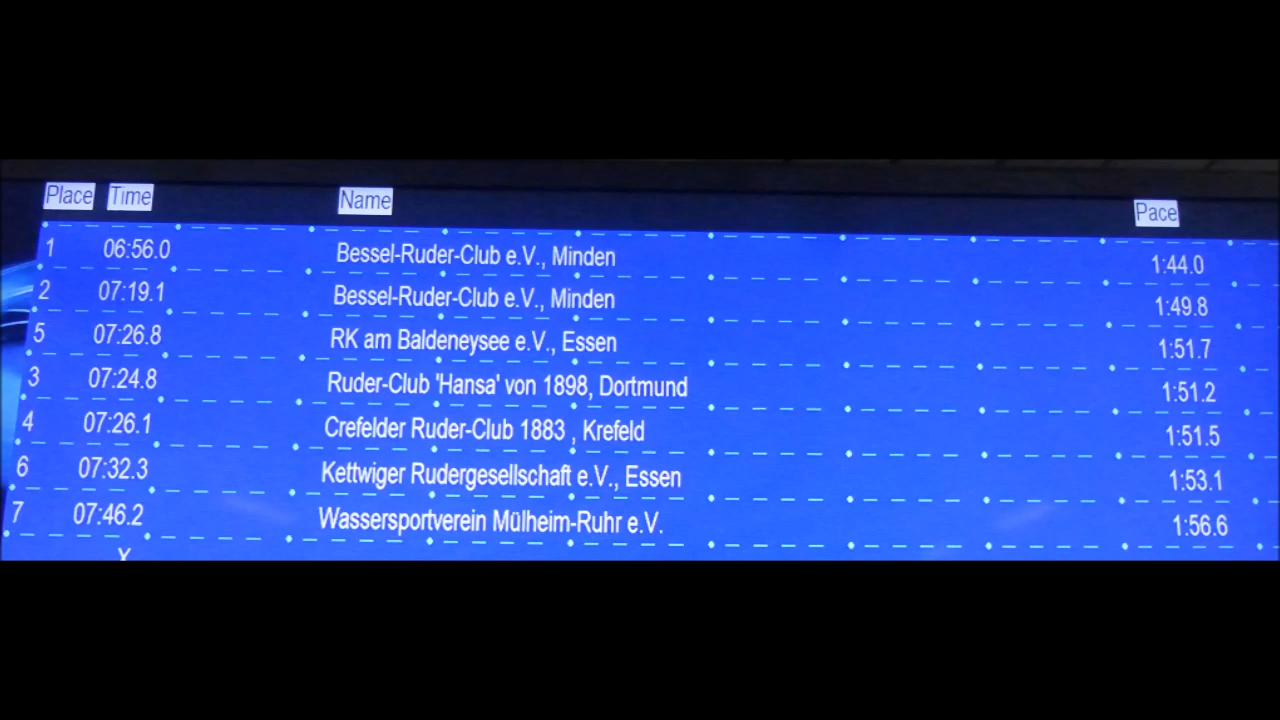 Place Time Name Pace
1 06:56.0 Bessel-Ruder-Club e.V., Minden 1:44.0
2 07:19.1 Bessel-Ruder-Club e.V., Minden 1:49.8
5 07:26.8 RK am Baldeneysee e.V., Essen 1:51.7
3 07:24.8 Ruder-Club 'Hansa' von 1898, Dortmund 1:51.2
4 07:26.1 Crefelder Ruder-Club 1883 , Krefeld 1:51.5
6 07:32.3 Kettwiger Rudergesellschaft e.V., Essen 1:53.1
7 07:46.2 Wassersportverein Mülheim-Ruhr e.V. 1:56.6